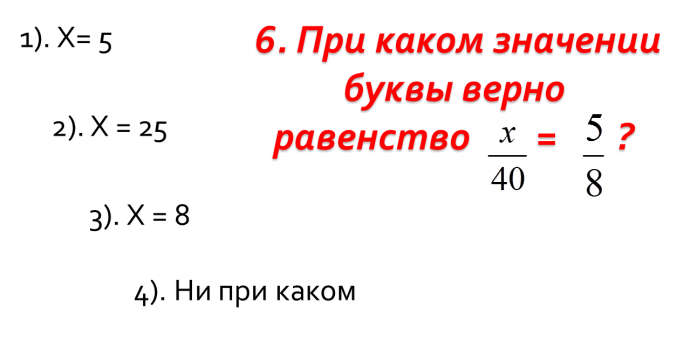 6. При каком значении
буквы верно
равенство x/40 = 5/8 ?
1). X= 5
2). X = 25
3). X = 8
4). Ни при каком